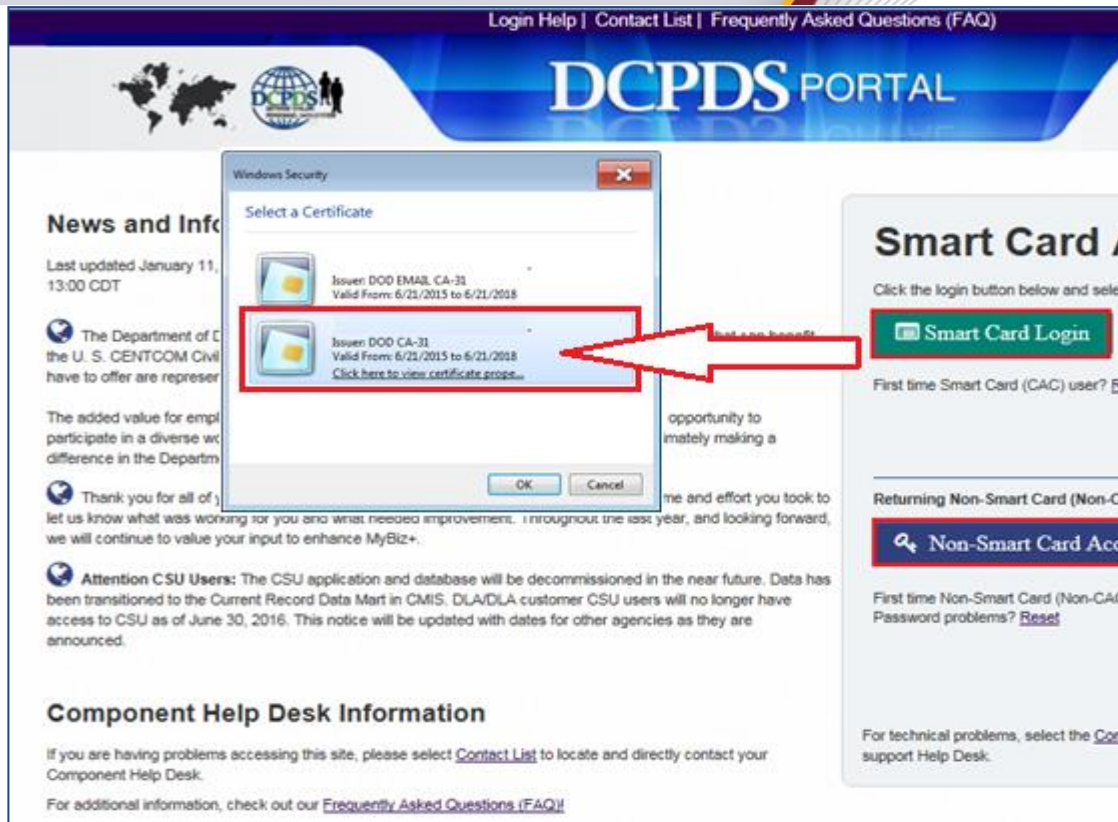 Login Help | Contact List | Frequently Asked Questions (FAQ)
DCPDS
DCPDS PORTAL
Windows Security
Select a Certificate
Issuer: DOD EMAIL CA-31
Valid From: 6/21/2015 to 6/21/2018
Issuer: DOD CA-31
Valid From: 6/21/2015 to 6/21/2018
Click here to view certificate prope...
OK Cancel
News and Info
Last updated January 11,
13:00 CDT
The Department of D
that can benefit
the U. S. CENTCOM Civil
have to offer are represen
The added value for empl
opportunity to
participate in a diverse wo
imately making a
difference in the Departm
Thank you for all of y
me and effort you took to
let us know what was working for you and what needed improvement. Throughout the last year, and looking forward,
we will continue to value your input to enhance MyBiz+.
Attention CSU Users: The CSU application and database will be decommissioned in the near future. Data has
been transitioned to the Current Record Data Mart in CMIS. DLA/DLA customer CSU users will no longer have
access to CSU as of June 30, 2016. This notice will be updated with dates for other agencies as they are
announced.
Component Help Desk Information
If you are having problems accessing this site, please select Contact List to locate and directly contact your
Component Help Desk.
For additional information, check out our Frequently Asked Questions (FAQ)!
Smart Card
Click the login button below and sele
Smart Card Login
First time Smart Card (CAC) user? R
Returning Non-Smart Card (Non-C
Non-Smart Card Acc
First time Non-Smart Card (Non-CAC
Password problems? Reset
For technical problems, select the Con
support Help Desk.